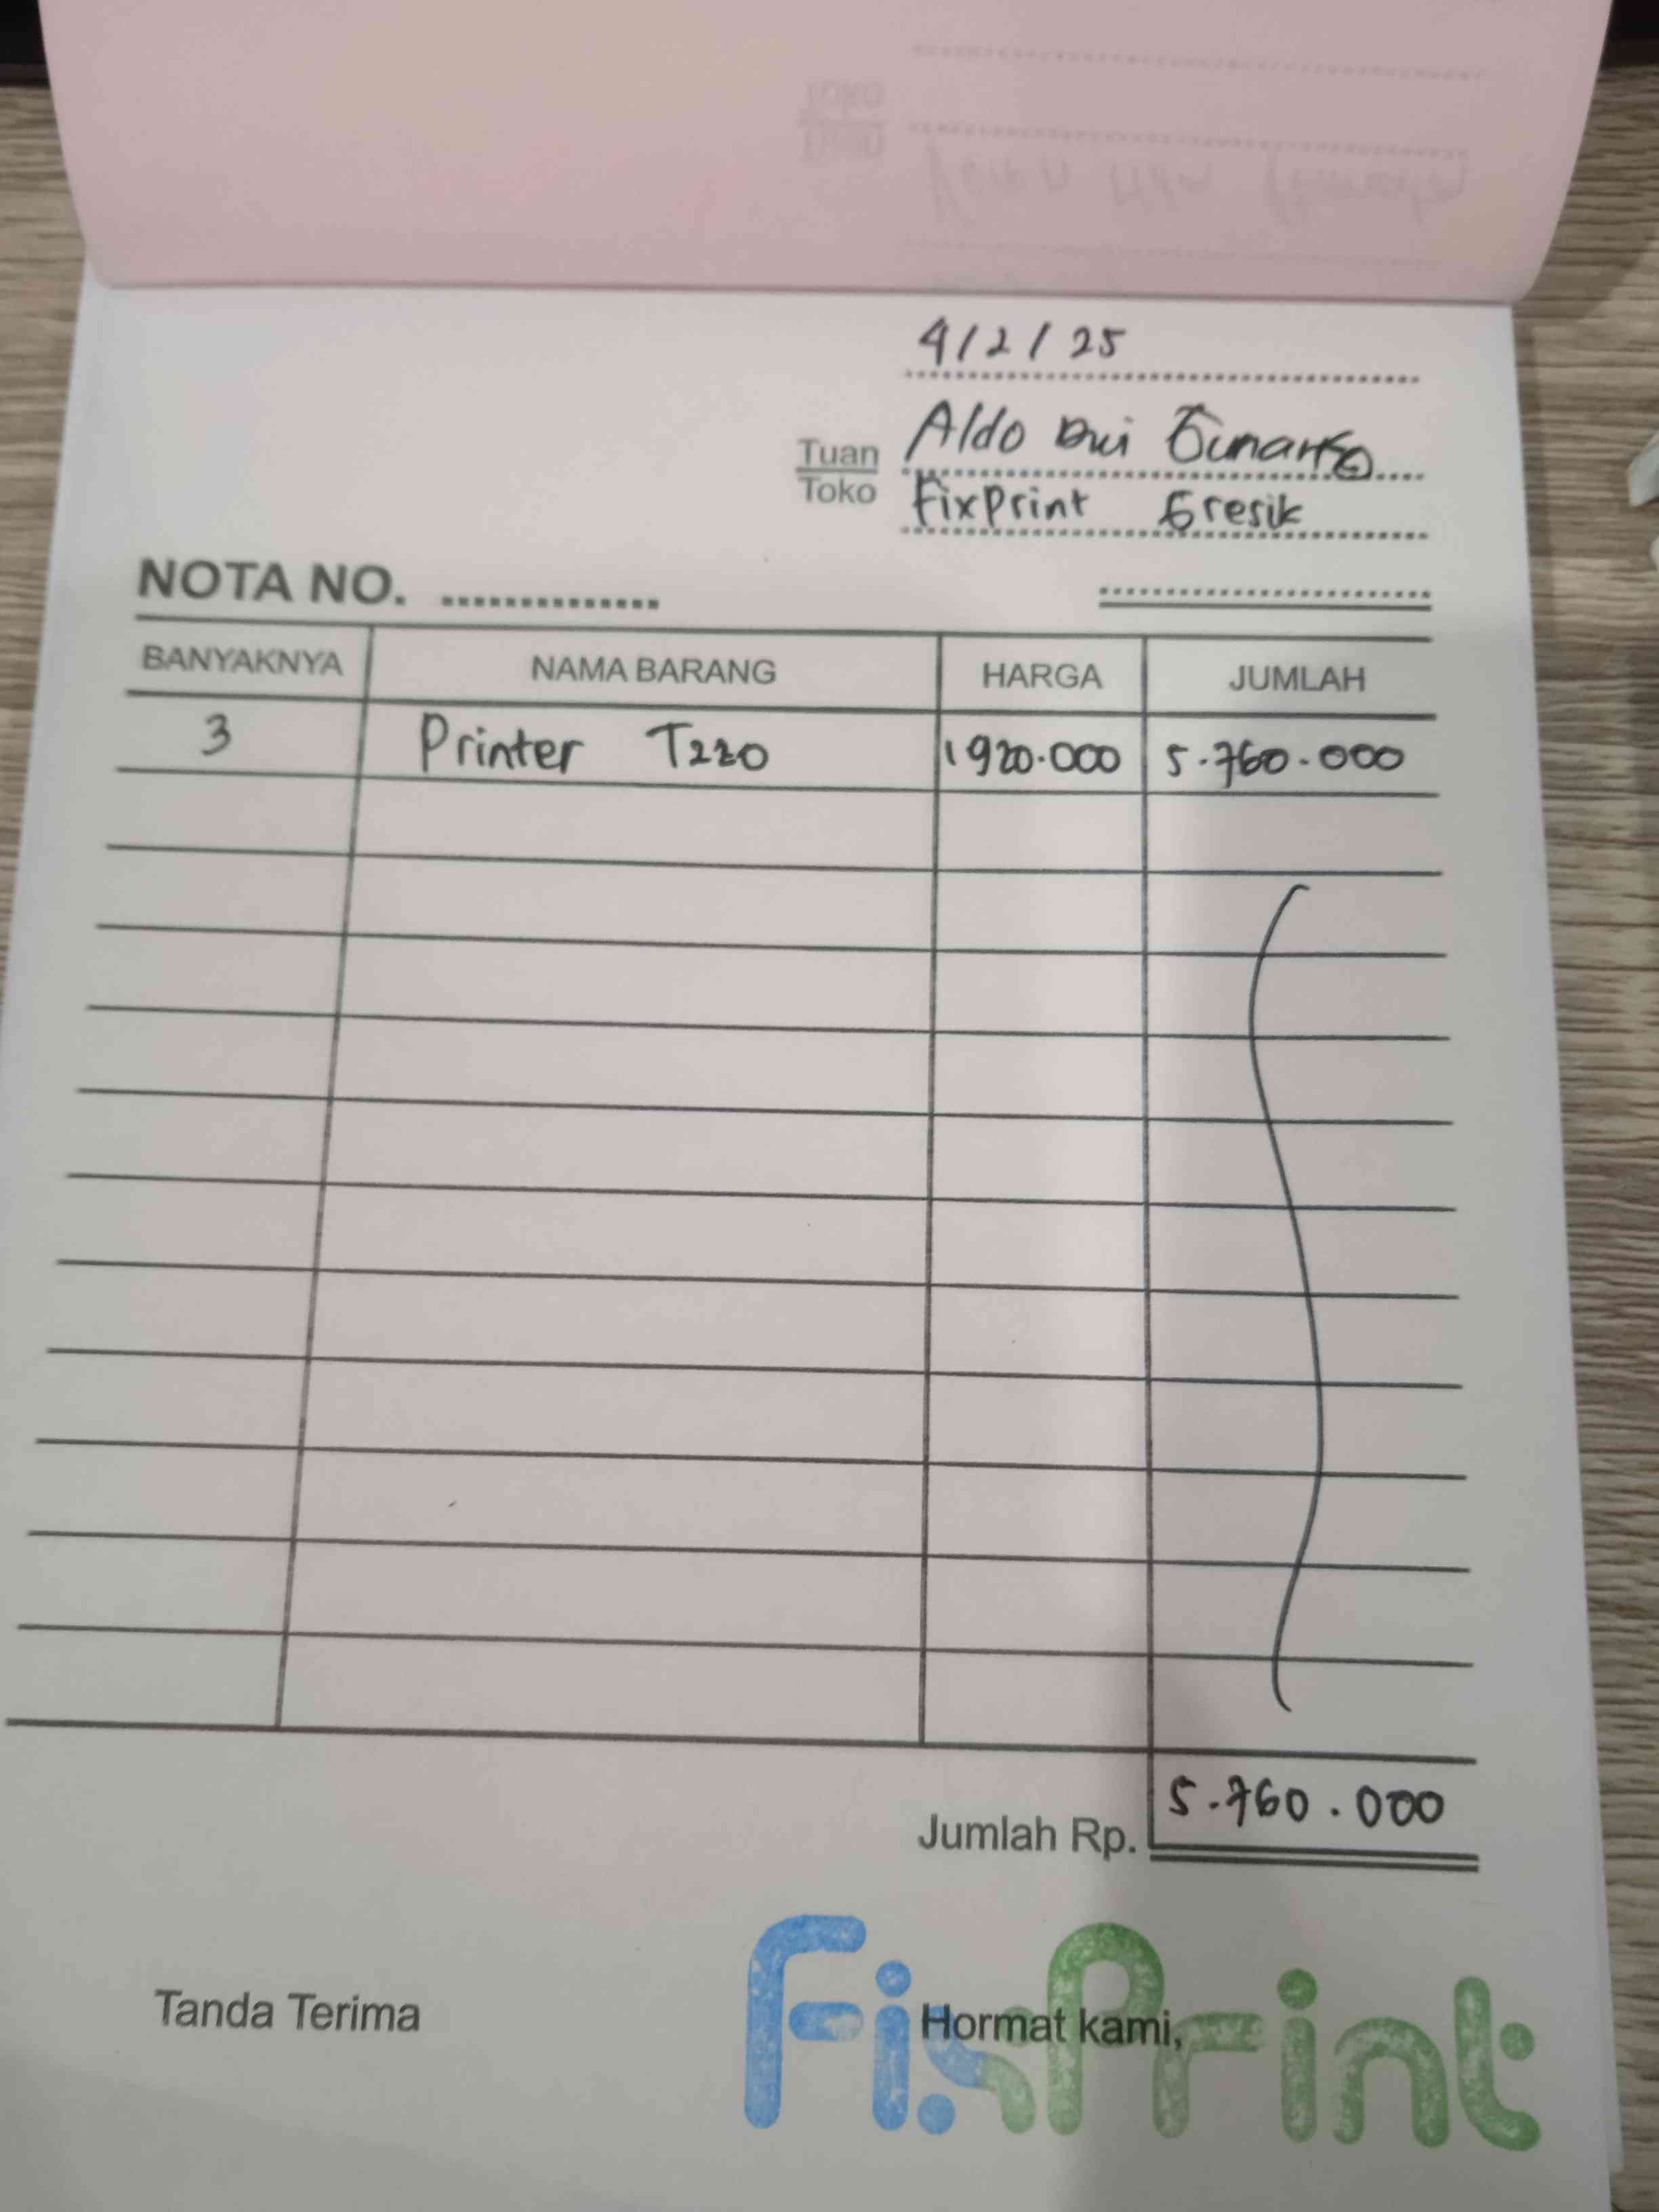 4/2/25
Tuan
Toko
Aldo Dwi
Fixprint Gresik
NOTA NO.
BANYAKNYA NAMA BARANG HARGA JUMLAH
3 Printer T220 1920.000 5.760.000
Jumlah Rp. 5.760.000
Tanda Terima
Hormat kami,
FixPrint